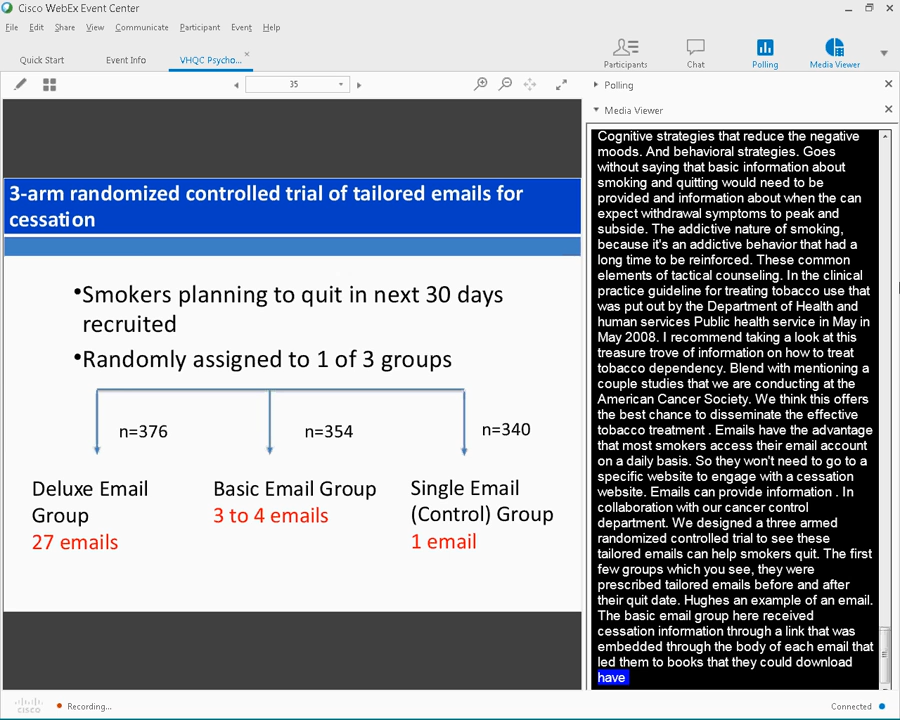 Cisco WebEx Event Center
File Edit Share View Communicate Participant Event Help
Quick Start Event Info VHQC Psycho...
Participants Chat Polling Media Viewer
35
Polling
Media Viewer
3-arm randomized controlled trial of tailored emails for
cessation
•Smokers planning to quit in next 30 days
recruited
•Randomly assigned to 1 of 3 groups
n=376 n=354 n=340
Deluxe Email
Group
27 emails
Basic Email Group
3 to 4 emails
Single Email
(Control) Group
1 email
Cognitive strategies that reduce the negative
moods. And behavioral strategies. Goes
without saying that basic information about
smoking and quitting would need to be
provided and information about when the can
expect withdrawal symptoms to peak and
subside. The addictive nature of smoking,
because it's an addictive behavior that had a
long time to be reinforced. These common
elements of tactical counseling. In the clinical
practice guideline for treating tobacco use that
was put out by the Department of Health and
human services Public health service in May in
May 2008. I recommend taking a look at this
treasure trove of information on how to treat
tobacco dependency. Blend with mentioning a
couple studies that we are conducting at the
American Cancer Society. We think this offers
the best chance to disseminate the effective
tobacco treatment . Emails have the advantage
that most smokers access their email account
on a daily basis. So they won't need to go to a
specific website to engage with a cessation
website. Emails can provide information . In
collaboration with our cancer control
department. We designed a three armed
randomized controlled trial to see these
tailored emails can help smokers quit. The first
few groups which you see, they were
prescribed tailored emails before and after
their quit date. Hughes an example of an email.
The basic email group here received
cessation information through a link that was
embedded through the body of each email that
led them to books that they could download
have
cisco Recording... Connected